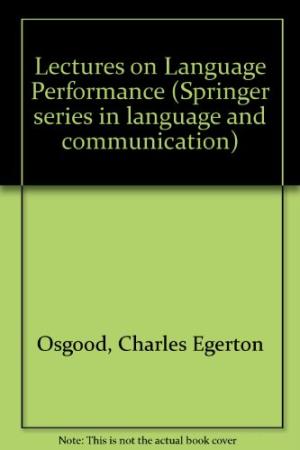 Lectures on Language
Performance (Springer
series in language and
communication)
Osgood, Charles Egerton
Note: This is not the actual book cover